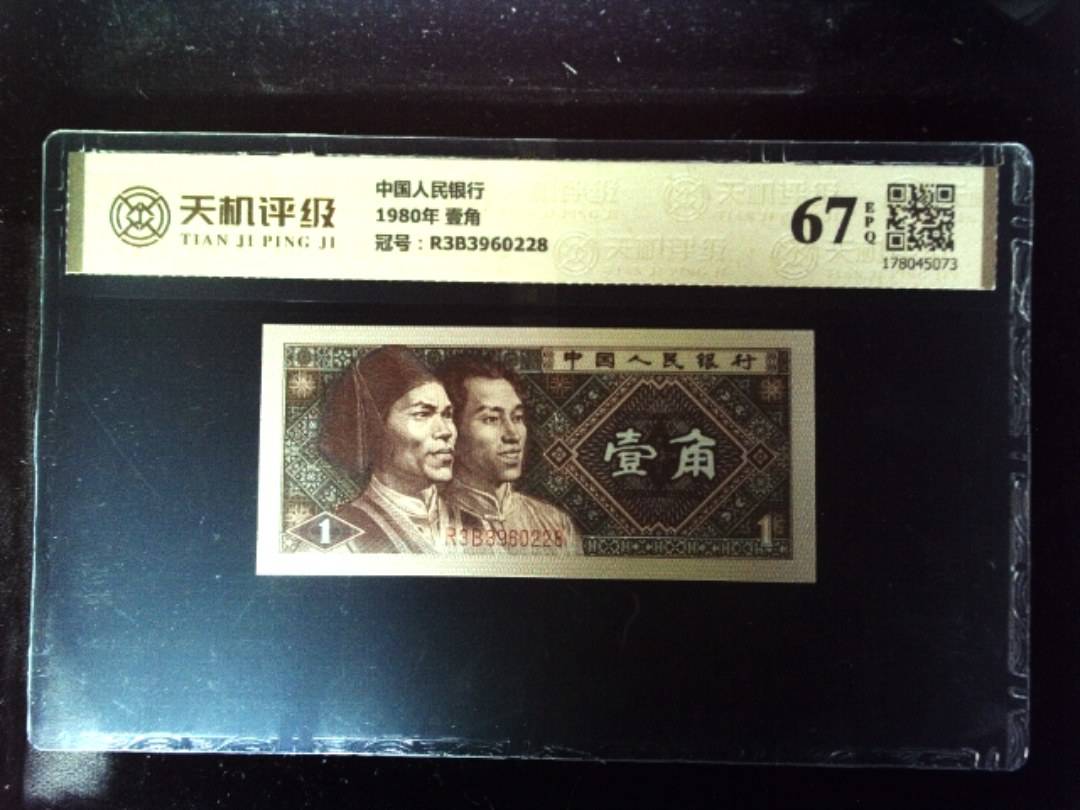 天机评级
TIAN JI PING JI
中国人民银行
1980年 壹角
冠号：R3B3960228
67
EPQ
178045073
中国人民银行
壹角
1
R3B3960228
1